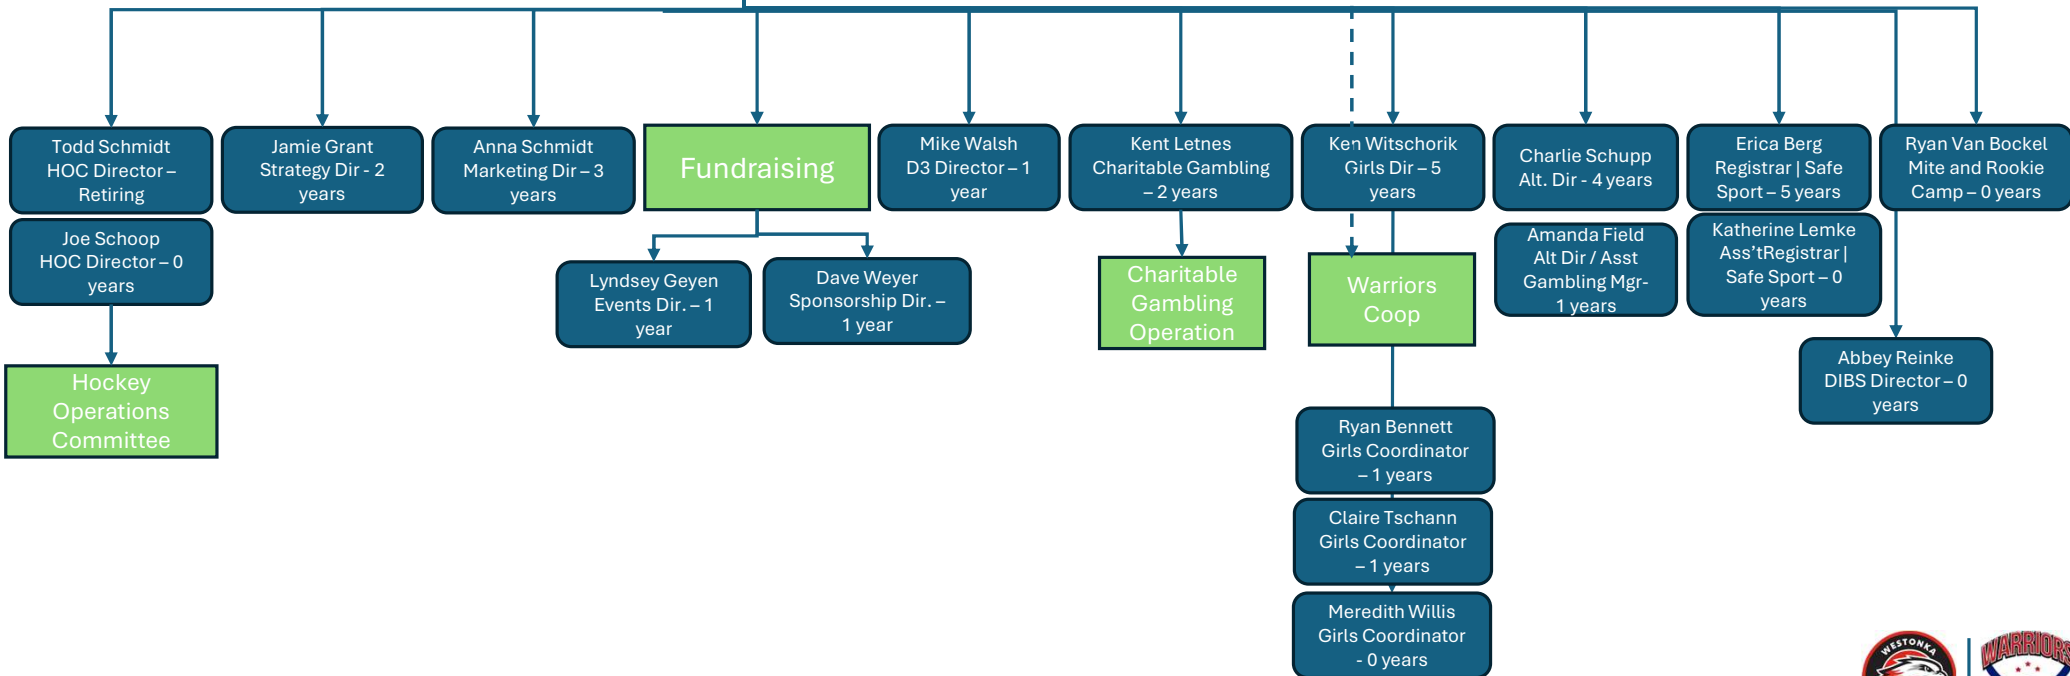 Todd Schmidt
HOC Director –
Retiring
Jamie Grant
Strategy Dir - 2
years
Anna Schmidt
Marketing Dir – 3
years
Fundraising
Mike Walsh
D3 Director – 1
year
Kent Letnes
Charitable Gambling
– 2 years
Ken Witschorik
Girls Dir – 5
years
Charlie Schupp
Alt. Dir - 4 years
Erica Berg
Registrar | Safe
Sport – 5 years
Ryan Van Bockel
Mite and Rookie
Camp – 0 years
Joe Schoop
HOC Director – 0
years
Lyndsey Geyen
Events Dir. – 1
year
Dave Weyer
Sponsorship Dir. –
1 year
Charitable
Gambling
Operation
Warriors
Coop
Amanda Field
Alt Dir / Asst
Gambling Mgr-
1 years
Katherine Lemke
Ass'tRegistrar |
Safe Sport – 0
years
Hockey
Operations
Committee
Abbey Reinke
DIBS Director – 0
years
Ryan Bennett
Girls Coordinator
– 1 years
Claire Tschann
Girls Coordinator
– 1 years
Meredith Willis
Girls Coordinator
- 0 years
WESTONKA
WARRIORS